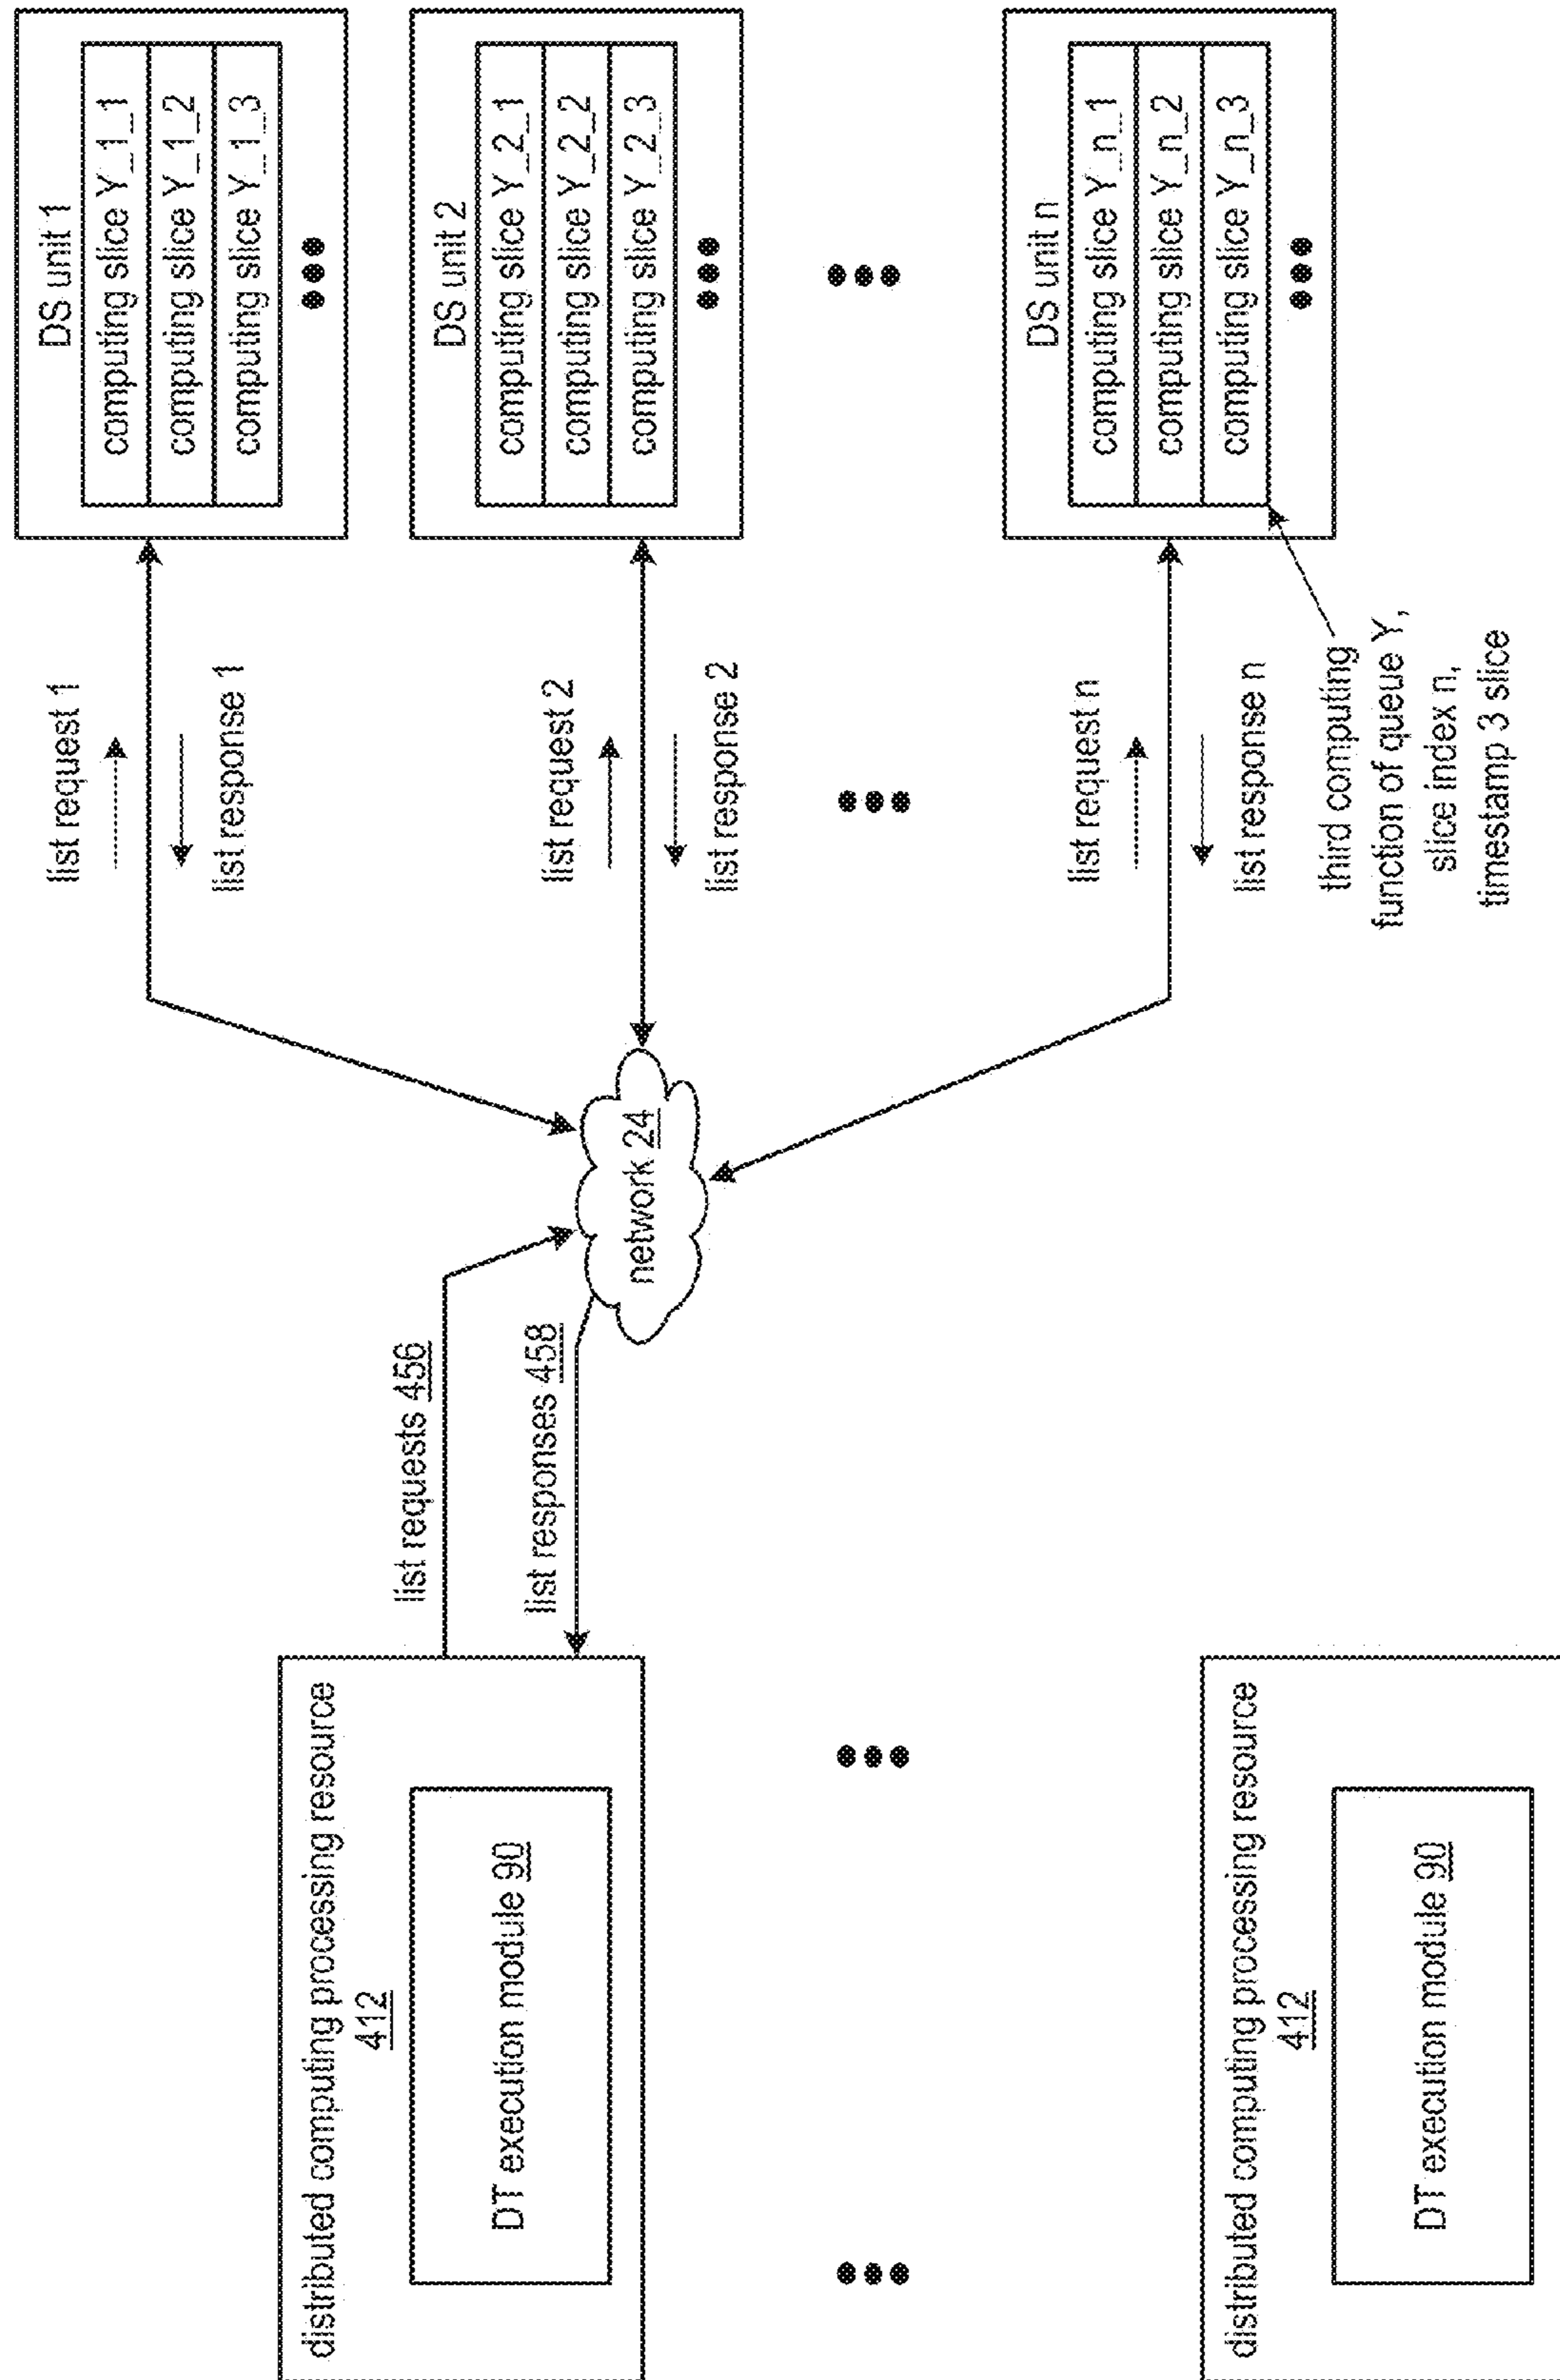 distributed computing processing resource
412
DT execution module 90
distributed computing processing resource
412
DT execution module 90
list requests 456
list responses 458
network 24
list request 1
list response 1
list request 2
list response 2
list request n
list response n
third computing
function of queue Y,
slice index n,
timestamp 3 slice
DS unit 1
computing slice Y_1_1
computing slice Y_1_2
computing slice Y_1_3
DS unit 2
computing slice Y_2_1
computing slice Y_2_2
computing slice Y_2_3
DS unit n
computing slice Y_n_1
computing slice Y_n_2
computing slice Y_n_3